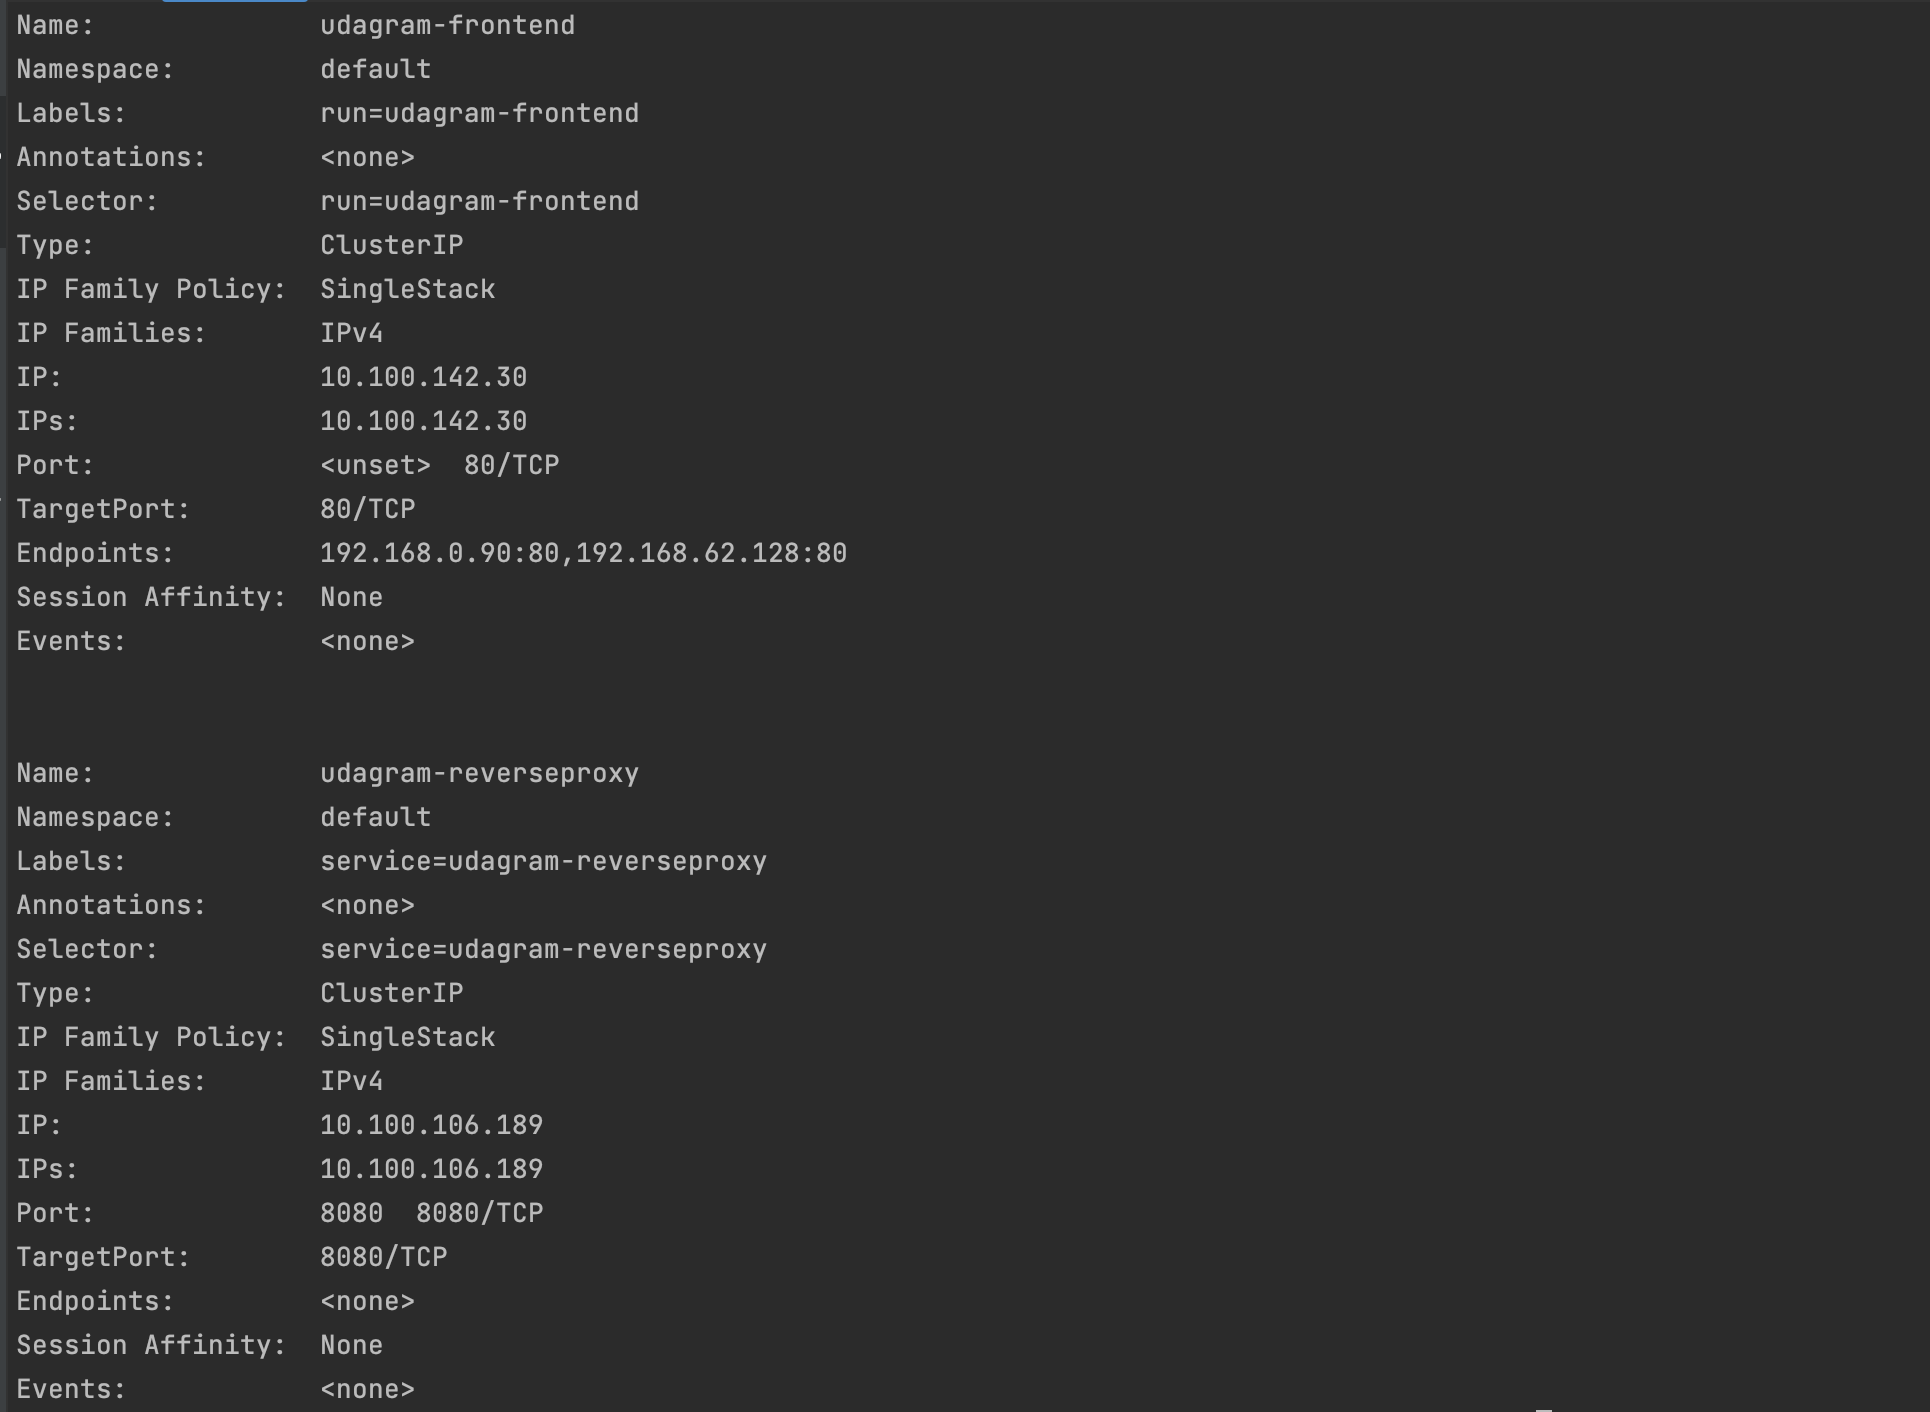 Name: udagram-frontend
Namespace: default
Labels: run=udagram-frontend
Annotations: <none>
Selector: run=udagram-frontend
Type: ClusterIP
IP Family Policy: SingleStack
IP Families: IPv4
IP: 10.100.142.30
IPs: 10.100.142.30
Port: <unset> 80/TCP
TargetPort: 80/TCP
Endpoints: 192.168.0.90:80,192.168.62.128:80
Session Affinity: None
Events: <none>
Name: udagram-reverseproxy
Namespace: default
Labels: service=udagram-reverseproxy
Annotations: <none>
Selector: service=udagram-reverseproxy
Type: ClusterIP
IP Family Policy: SingleStack
IP Families: IPv4
IP: 10.100.106.189
IPs: 10.100.106.189
Port: 8080 8080/TCP
TargetPort: 8080/TCP
Endpoints: <none>
Session Affinity: None
Events: <none>